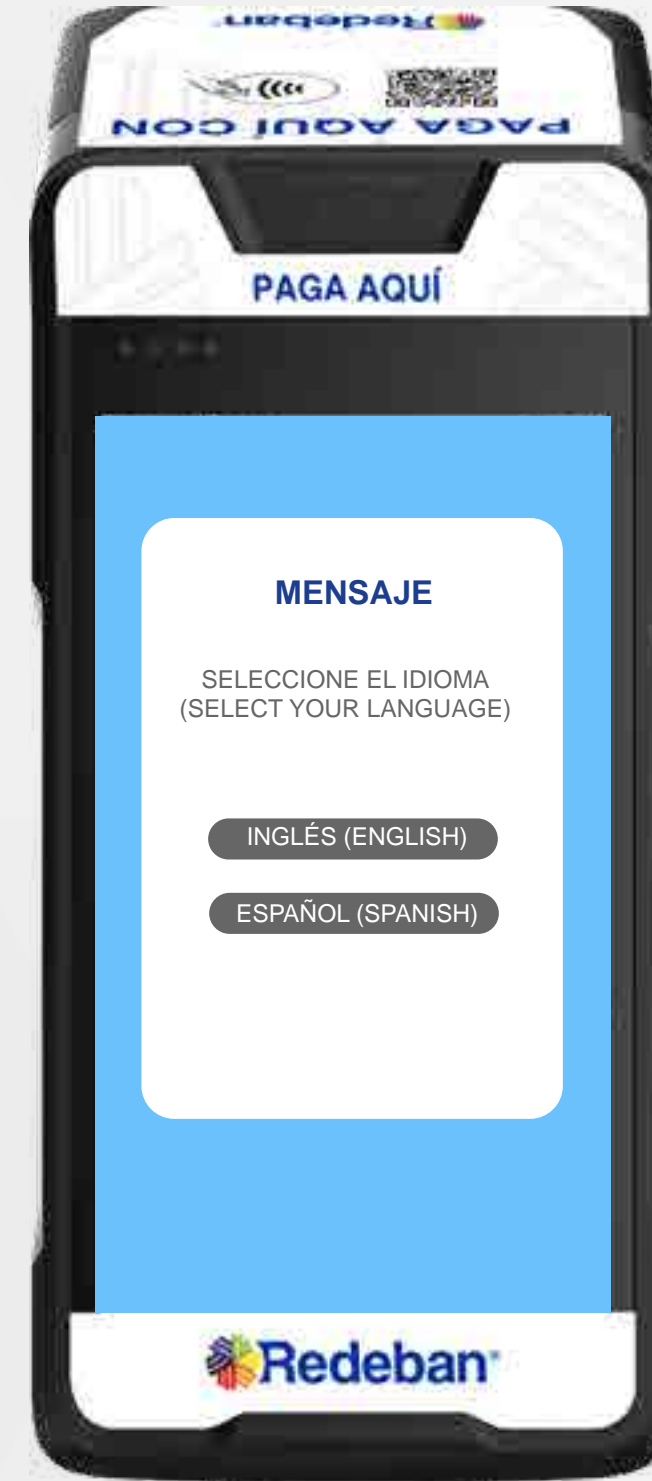 Redeban
PAGA AQUÍ CON
PAGA AQUÍ
MENSAJE
SELECCIONE EL IDIOMA
(SELECT YOUR LANGUAGE)
INGLÉS (ENGLISH)
ESPAÑOL (SPANISH)
Redeban